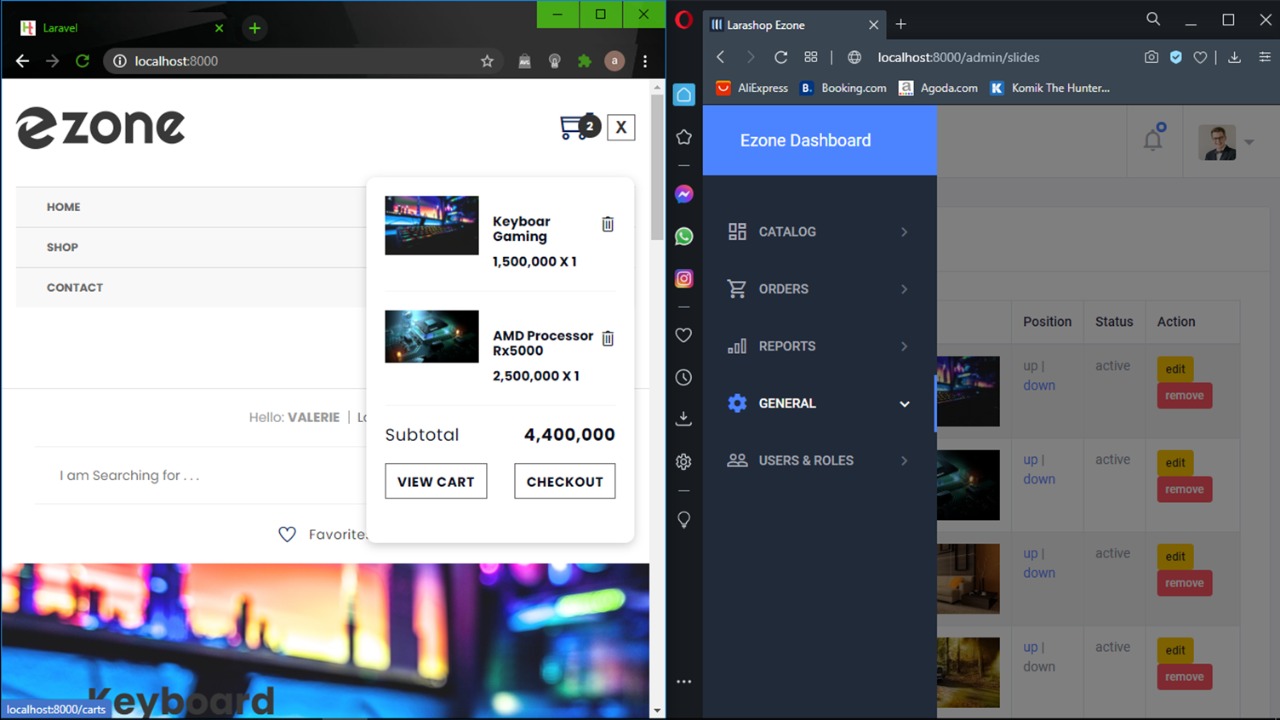 Laravel
localhost:8000
ezone
2
X
HOME
SHOP
CONTACT
Keyboar
Gaming
1,500,000 X 1
AMD Processor
Rx5000
2,500,000 X 1
Subtotal 4,400,000
VIEW CART CHECKOUT
Hello: VALERIE |
I am Searching for . . .
Keyboard
localhost:8000/carts
Larashop Ezone
localhost:8000/admin/slides
AliExpress B. Booking.com a Agoda.com K Komik The Hunter...
Ezone Dashboard
CATALOG
ORDERS
REPORTS
GENERAL
USERS & ROLES
Position Status Action
up | active edit
down remove
up | active edit
down remove
up | active edit
down remove
up | active edit
down remove